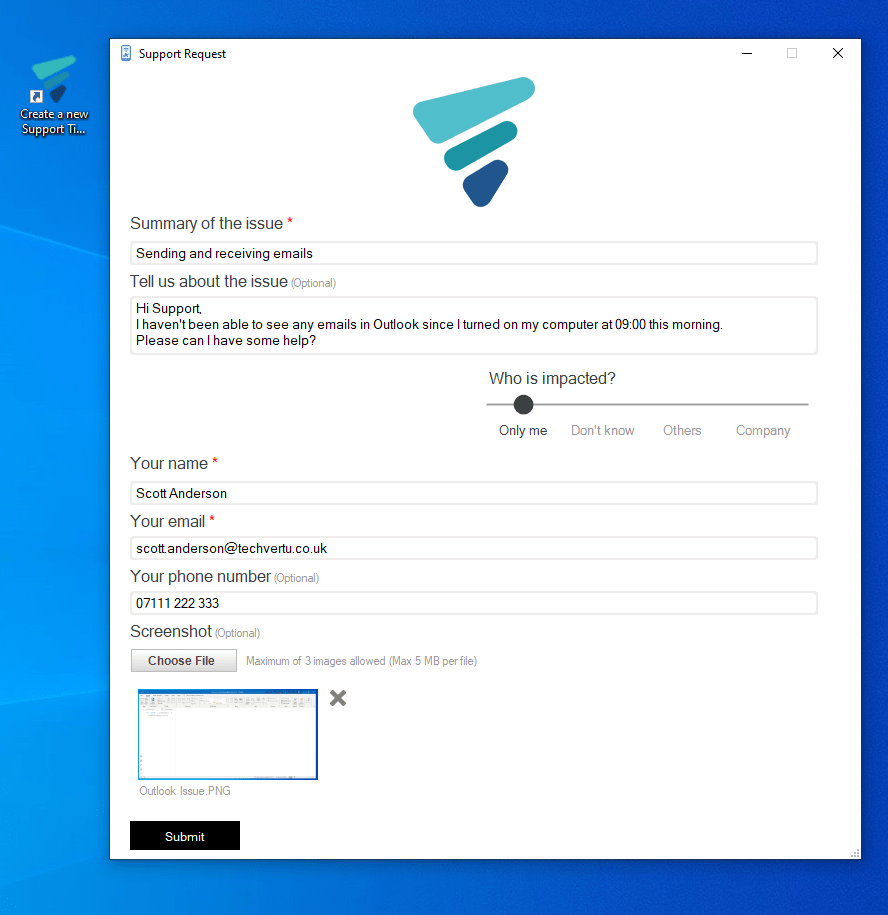 Support Request
Create a new
Support Ti...
Summary of the issue *
Sending and receiving emails
Tell us about the issue (Optional)
Hi Support,
I haven't been able to see any emails in Outlook since I turned on my computer at 09:00 this morning.
Please can I have some help?
Who is impacted?
Only me Don't know Others Company
Your name *
Scott Anderson
Your email *
scott.anderson@techvertu.co.uk
Your phone number (Optional)
07111 222 333
Screenshot (Optional)
Choose File Maximum of 3 images allowed (Max 5 MB per file)
Outlook Issue.PNG
Submit